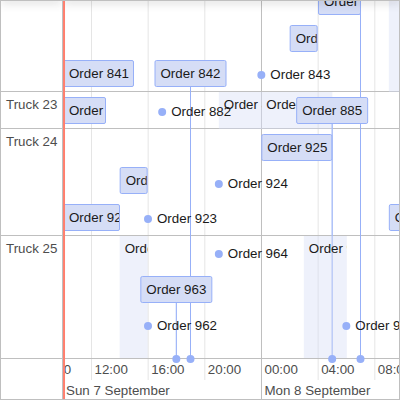 Order
Ord
Order 841
Order 842
Order 843
Truck 23
Order
Order 882
Order
Orde
Order 885
Truck 24
Order 925
Ord
Order 924
Order 92
Order 923
Truck 25
Ord
Order 964
Order
Order 963
Order 962
Order 9
0 12:00 16:00 20:00 00:00 04:00 08:0
Sun 7 September Mon 8 September